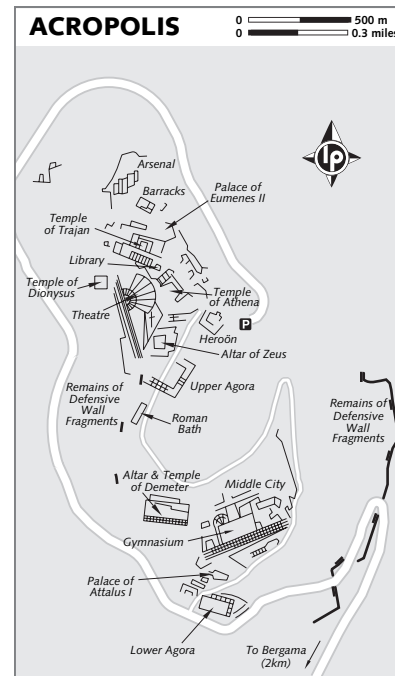 ACROPOLIS
0 500 m
0 0.3 miles
lp
Arsenal
Barracks
Palace of
Eumenes II
Temple
of Trajan
Library
Temple of
Dionysus
Temple
of Athena
Theatre
P
Heroön
Altar of Zeus
Upper Agora
Remains of
Defensive
Wall
Fragments
Roman
Bath
Remains of
Defensive
Wall
Fragments
Altar & Temple
of Demeter
Middle City
Gymnasium
Palace of
Attalus I
Lower Agora
To Bergama
(2km)